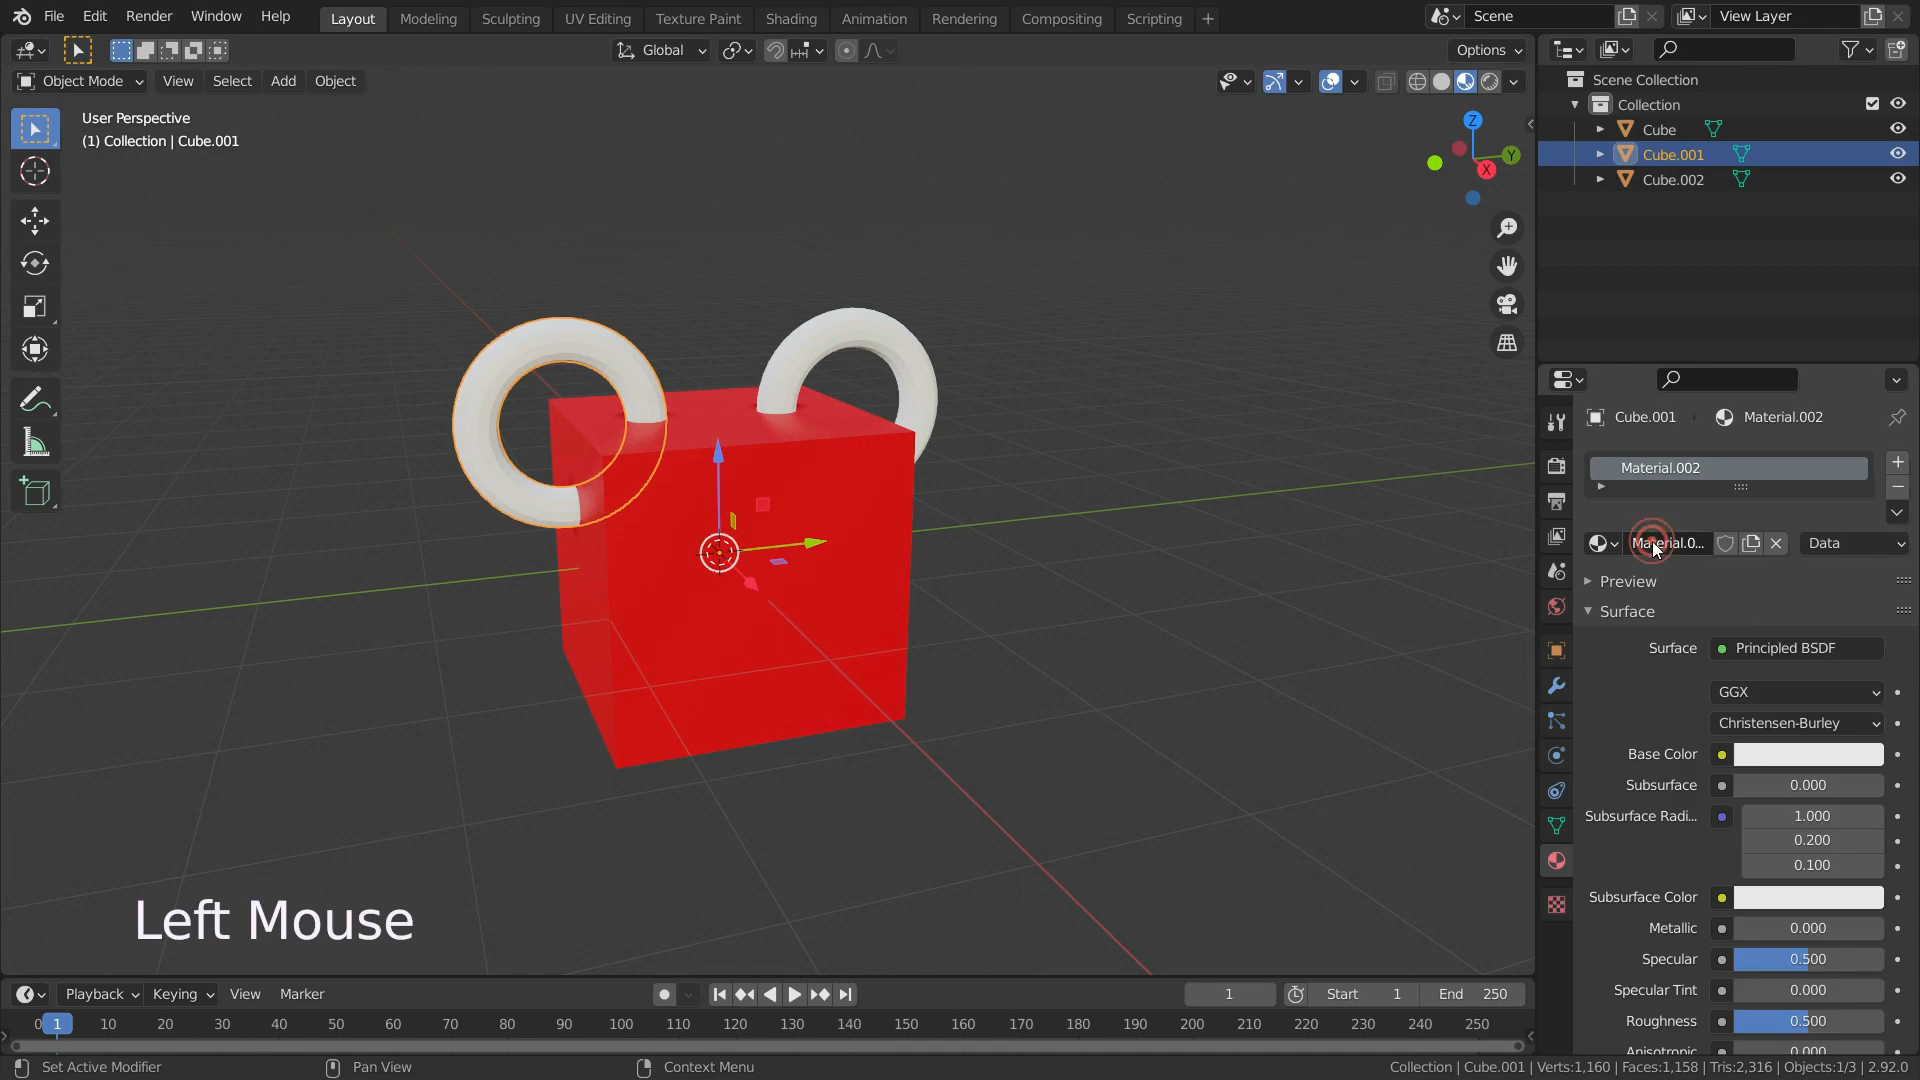 File Edit Render Window Help Layout Modeling Sculpting UV Editing Texture Paint Shading Animation Rendering Compositing Scripting + Scene View Layer
Global Options
Object Mode View Select Add Object
User Perspective
(1) Collection | Cube.001
Z
Y
X
Scene Collection
Collection
Cube
Cube.001
Cube.002
Cube.001 Material.002
Material.002
Material.0... Data
Preview
Surface
Surface Principled BSDF
GGX
Christensen-Burley
Base Color
Subsurface 0.000
Subsurface Radi... 1.000
0.200
0.100
Subsurface Color
Metallic 0.000
Specular 0.500
Specular Tint 0.000
Roughness 0.500
Anisotropic 0.000
Left Mouse
Playback Keying View Marker 1 Start 1 End 250
0 1 10 20 30 40 50 60 70 80 90 100 110 120 130 140 150 160 170 180 190 200 210 220 230 240 250
Set Active Modifier Pan View Context Menu Collection | Cube.001 | Verts:1,160 | Faces:1,158 | Tris:2,316 | Objects:1/3 | 2.92.0